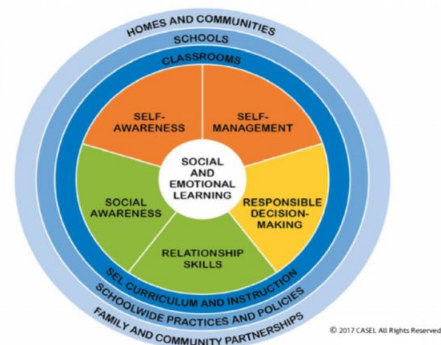 HOMES AND COMMUNITIES
SCHOOLS
CLASSROOMS
SELF-
AWARENESS
SELF-
MANAGEMENT
SOCIAL
AND
EMOTIONAL
LEARNING
SOCIAL
AWARENESS
RESPONSIBLE
DECISION-
MAKING
RELATIONSHIP
SKILLS
SEL CURRICULUM AND INSTRUCTION
SCHOOLWIDE PRACTICES AND POLICIES
FAMILY AND COMMUNITY PARTNERSHIPS
© 2017 CASEL All Rights Reserved